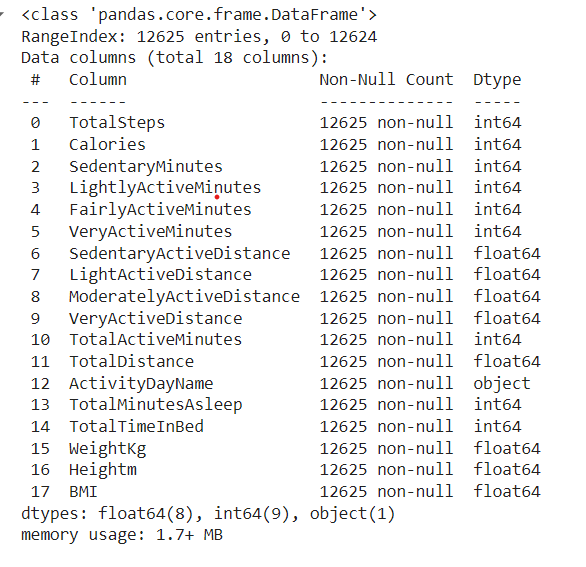 <class 'pandas.core.frame.DataFrame'>
RangeIndex: 12625 entries, 0 to 12624
Data columns (total 18 columns):
 #   Column                    Non-Null Count  Dtype
---  ------                    --------------  -----
 0   TotalSteps                12625 non-null  int64
 1   Calories                  12625 non-null  int64
 2   SedentaryMinutes          12625 non-null  int64
 3   LightlyActiveMinutes      12625 non-null  int64
 4   FairlyActiveMinutes       12625 non-null  int64
 5   VeryActiveMinutes         12625 non-null  int64
 6   SedentaryActiveDistance   12625 non-null  float64
 7   LightActiveDistance       12625 non-null  float64
 8   ModeratelyActiveDistance  12625 non-null  float64
 9   VeryActiveDistance        12625 non-null  float64
 10  TotalActiveMinutes        12625 non-null  int64
 11  TotalDistance             12625 non-null  float64
 12  ActivityDayName           12625 non-null  object
 13  TotalMinutesAsleep        12625 non-null  int64
 14  TotalTimeInBed            12625 non-null  int64
 15  WeightKg                  12625 non-null  float64
 16  Heightm                   12625 non-null  float64
 17  BMI                       12625 non-null  float64
dtypes: float64(8), int64(9), object(1)
memory usage: 1.7+ MB